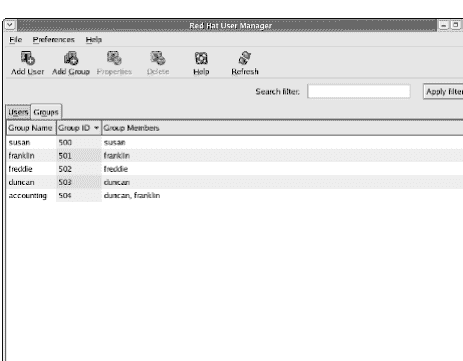 Red Hat User Manager
File Preferences Help
Add User Add Group Properties Delete Help Refresh
Search filter: Apply filter
Users Groups
Group Name Group ID Group Members
susan 500 susan
franklin 501 franklin
freddie 502 freddie
duncan 503 duncan
accounting 504 duncan, franklin